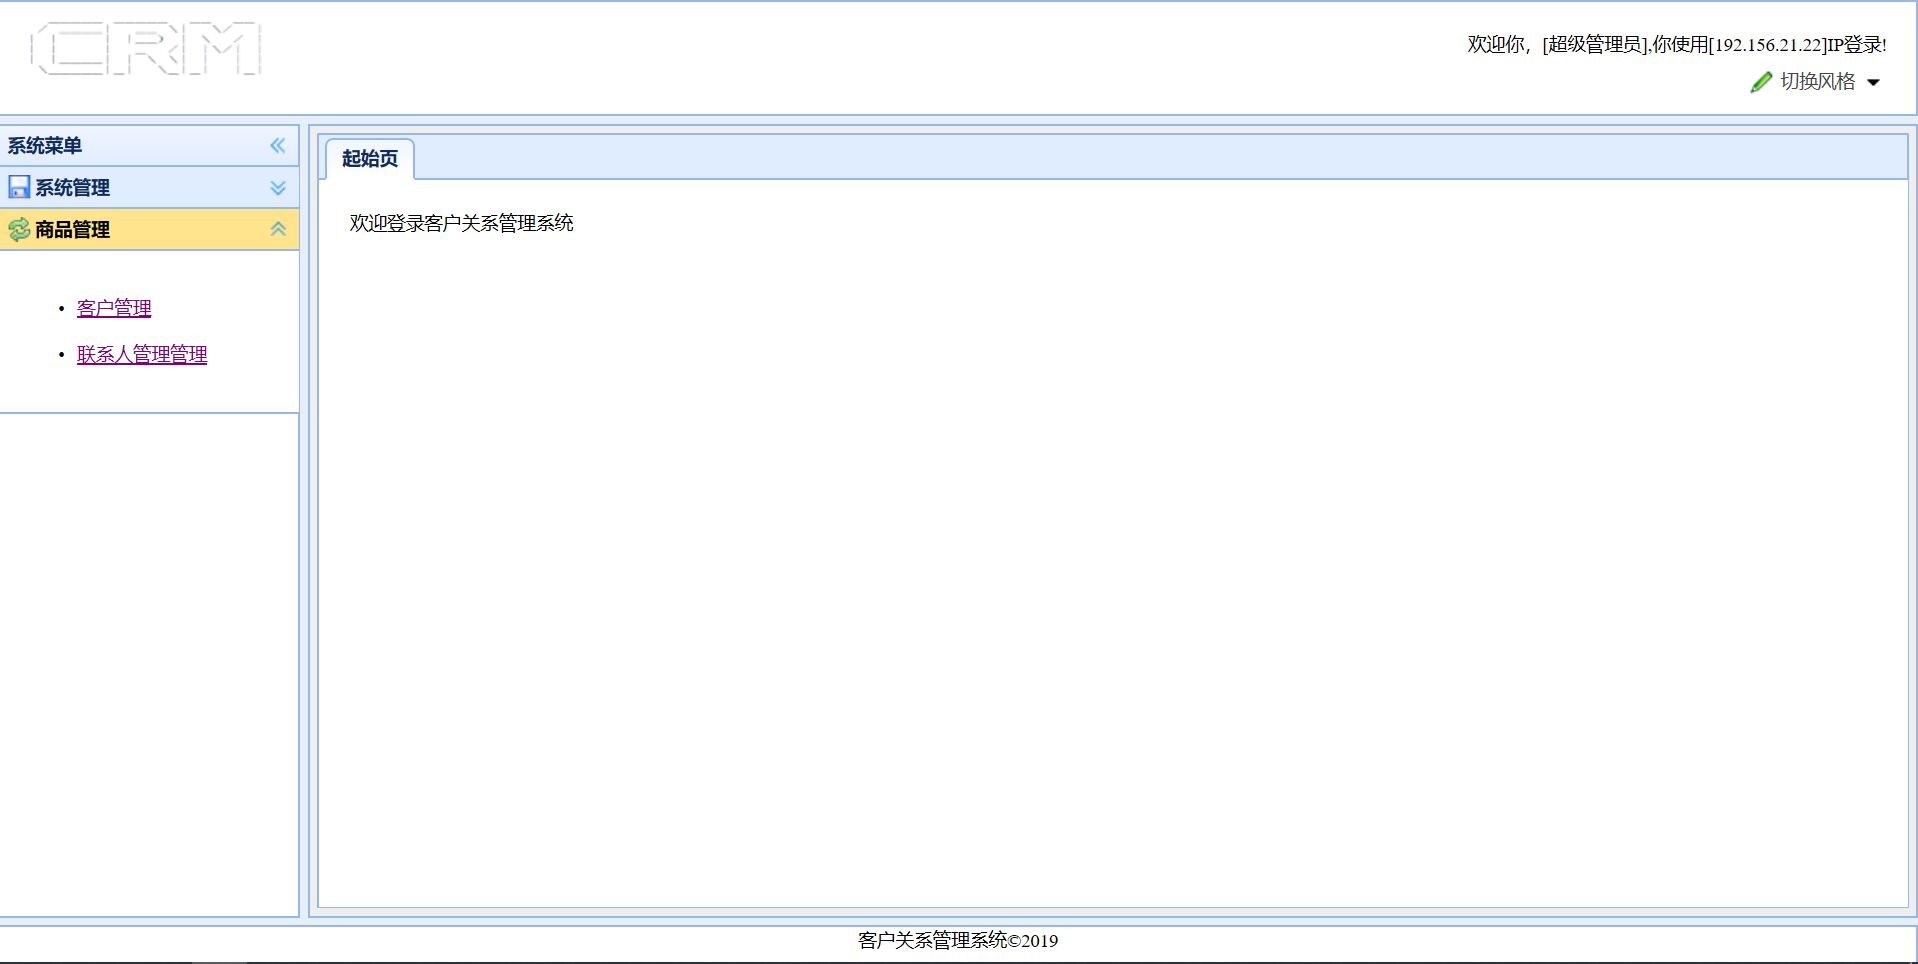 CRM
欢迎你，[超级管理员],你使用[192.156.21.22]IP登录!
切换风格
系统菜单
系统管理
商品管理
客户管理
联系人管理管理
起始页
欢迎登录客户关系管理系统
客户关系管理系统©2019